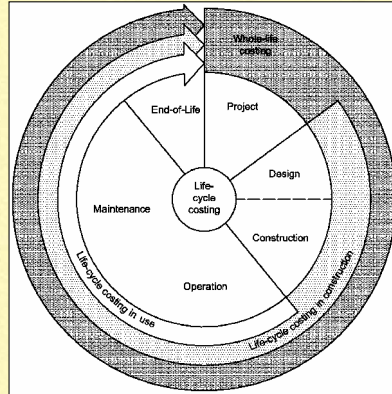 Whole-life
costing
End-of-Life
Project
Design
Life-
cycle
costing
Maintenance
Construction
Operation
Life-cycle costing in use
Life-cycle costing in construction